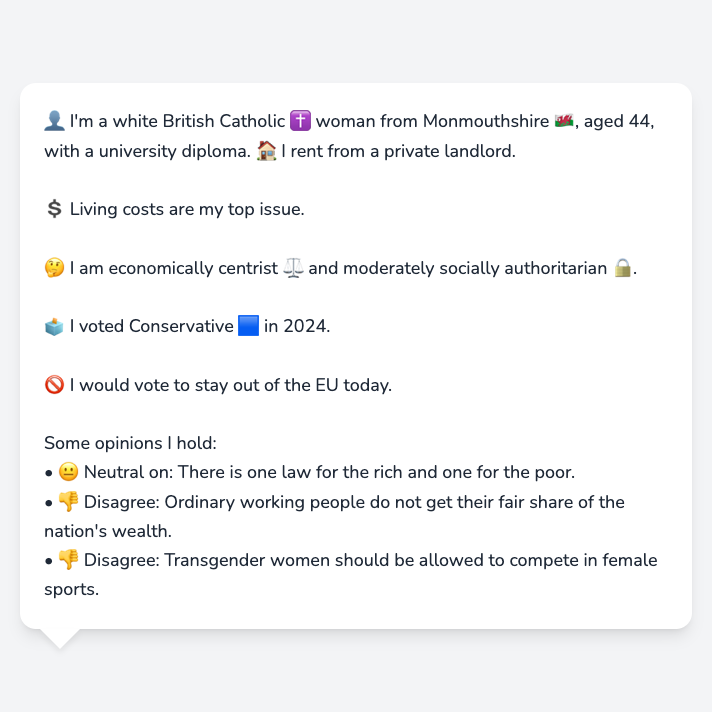 👤 I'm a white British Catholic ✝️ woman from Monmouthshire 🏴󠁧󠁢󠁷󠁬󠁳󠁿, aged 44,
with a university diploma. 🏠 I rent from a private landlord.
💲 Living costs are my top issue.
🤔 I am economically centrist ⚖️ and moderately socially authoritarian 🔒.
🗳️ I voted Conservative 🟦 in 2024.
🚫 I would vote to stay out of the EU today.
Some opinions I hold:
• 😐 Neutral on: There is one law for the rich and one for the poor.
• 👎 Disagree: Ordinary working people do not get their fair share of the
nation's wealth.
• 👎 Disagree: Transgender women should be allowed to compete in female
sports.